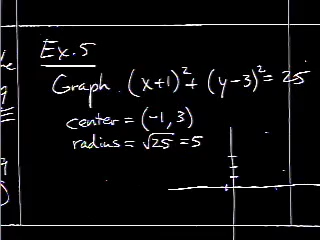 Ex.5
Graph. (x+1)² + (y-3)² = 25
center = (-1, 3)
radius = √25 = 5